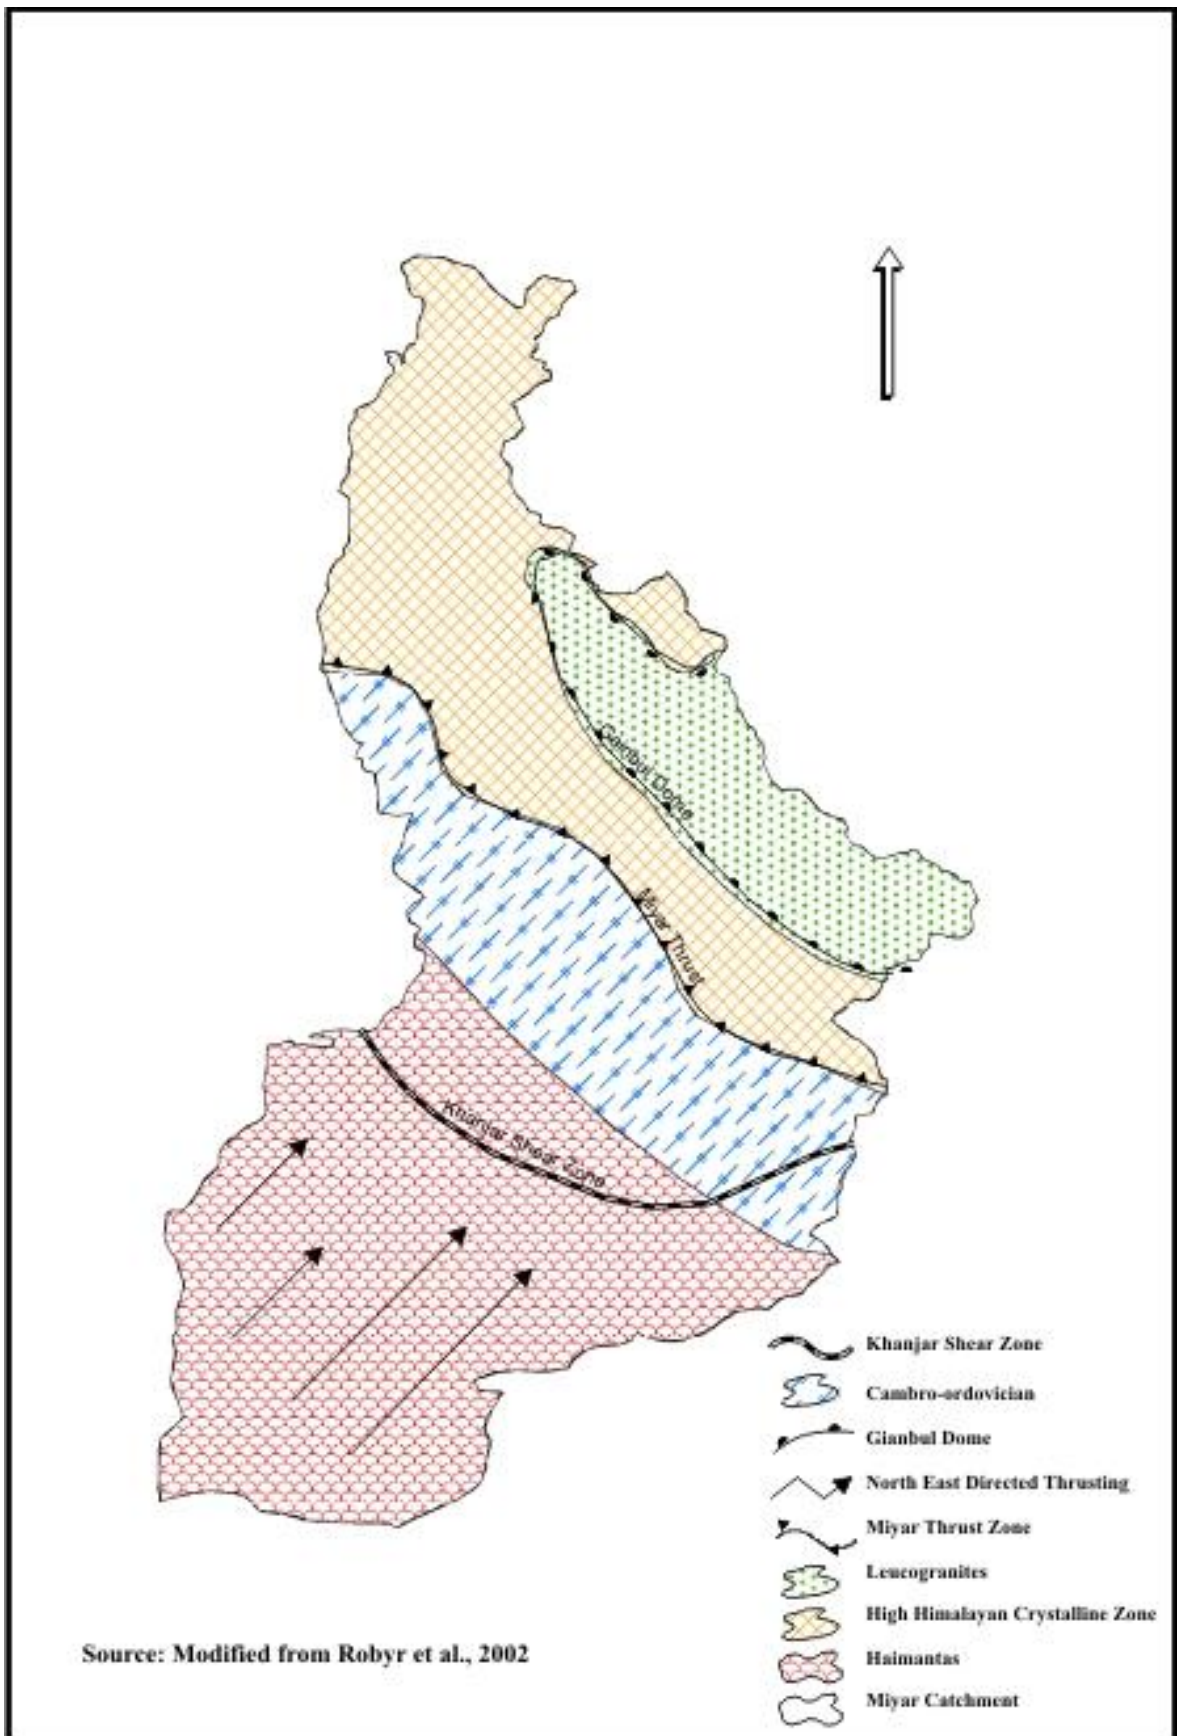 Gainbul Dome
Miyar Thrust
Khanjar Shear Zone
Khanjar Shear Zone
Cambro-ordovician
Gianbul Dome
North East Directed Thrusting
Miyar Thrust Zone
Leucogranites
High Himalayan Crystalline Zone
Haimantas
Miyar Catchment
Source: Modified from Robyr et al., 2002